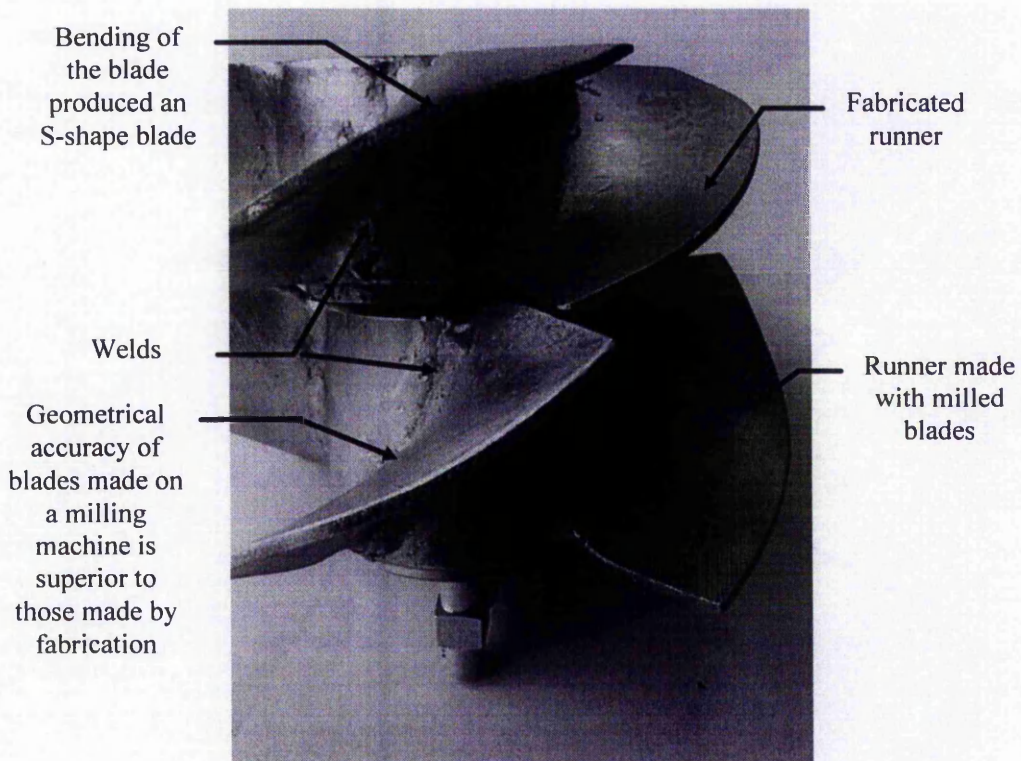 Bending of
the blade
produced an
S-shape blade
Fabricated
runner
Welds
Runner made
with milled
blades
Geometrical
accuracy of
blades made on
a milling
machine is
superior to
those made by
fabrication